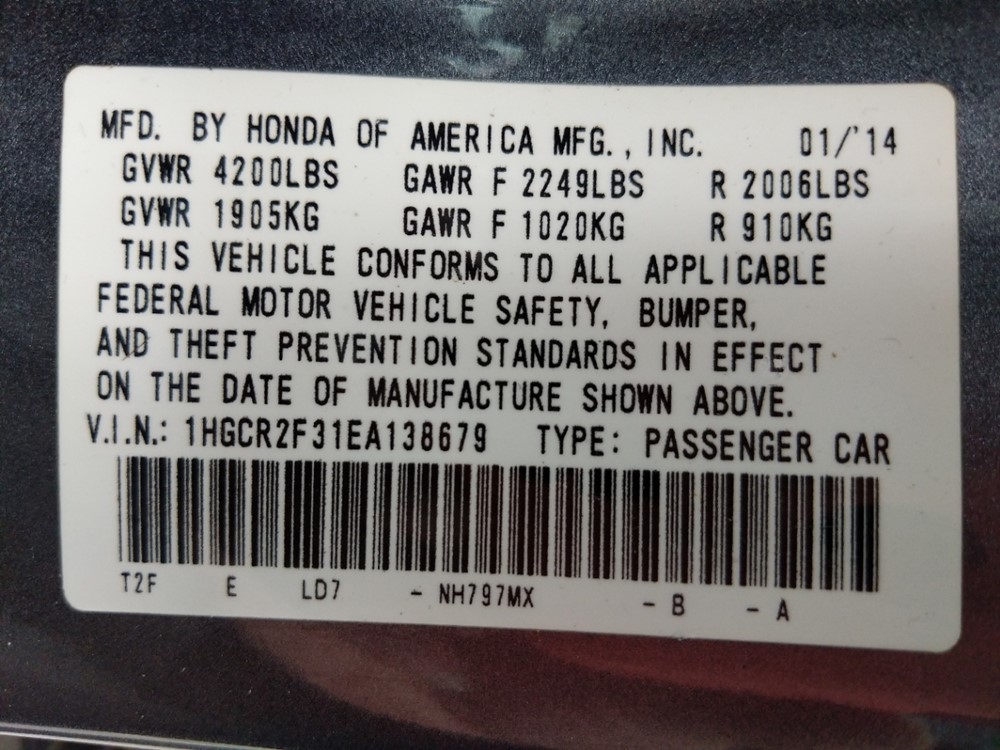 MFD. BY HONDA OF AMERICA MFG., INC. 01/'14
GVWR 4200LBS GAWR F 2249LBS R 2006LBS
GVWR 1905KG GAWR F 1020KG R 910KG
THIS VEHICLE CONFORMS TO ALL APPLICABLE
FEDERAL MOTOR VEHICLE SAFETY, BUMPER,
AND THEFT PREVENTION STANDARDS IN EFFECT
ON THE DATE OF MANUFACTURE SHOWN ABOVE.
V.I.N.: 1HGCR2F31EA138679 TYPE: PASSENGER CAR
T2F E LD7 - NH797MX - B - A